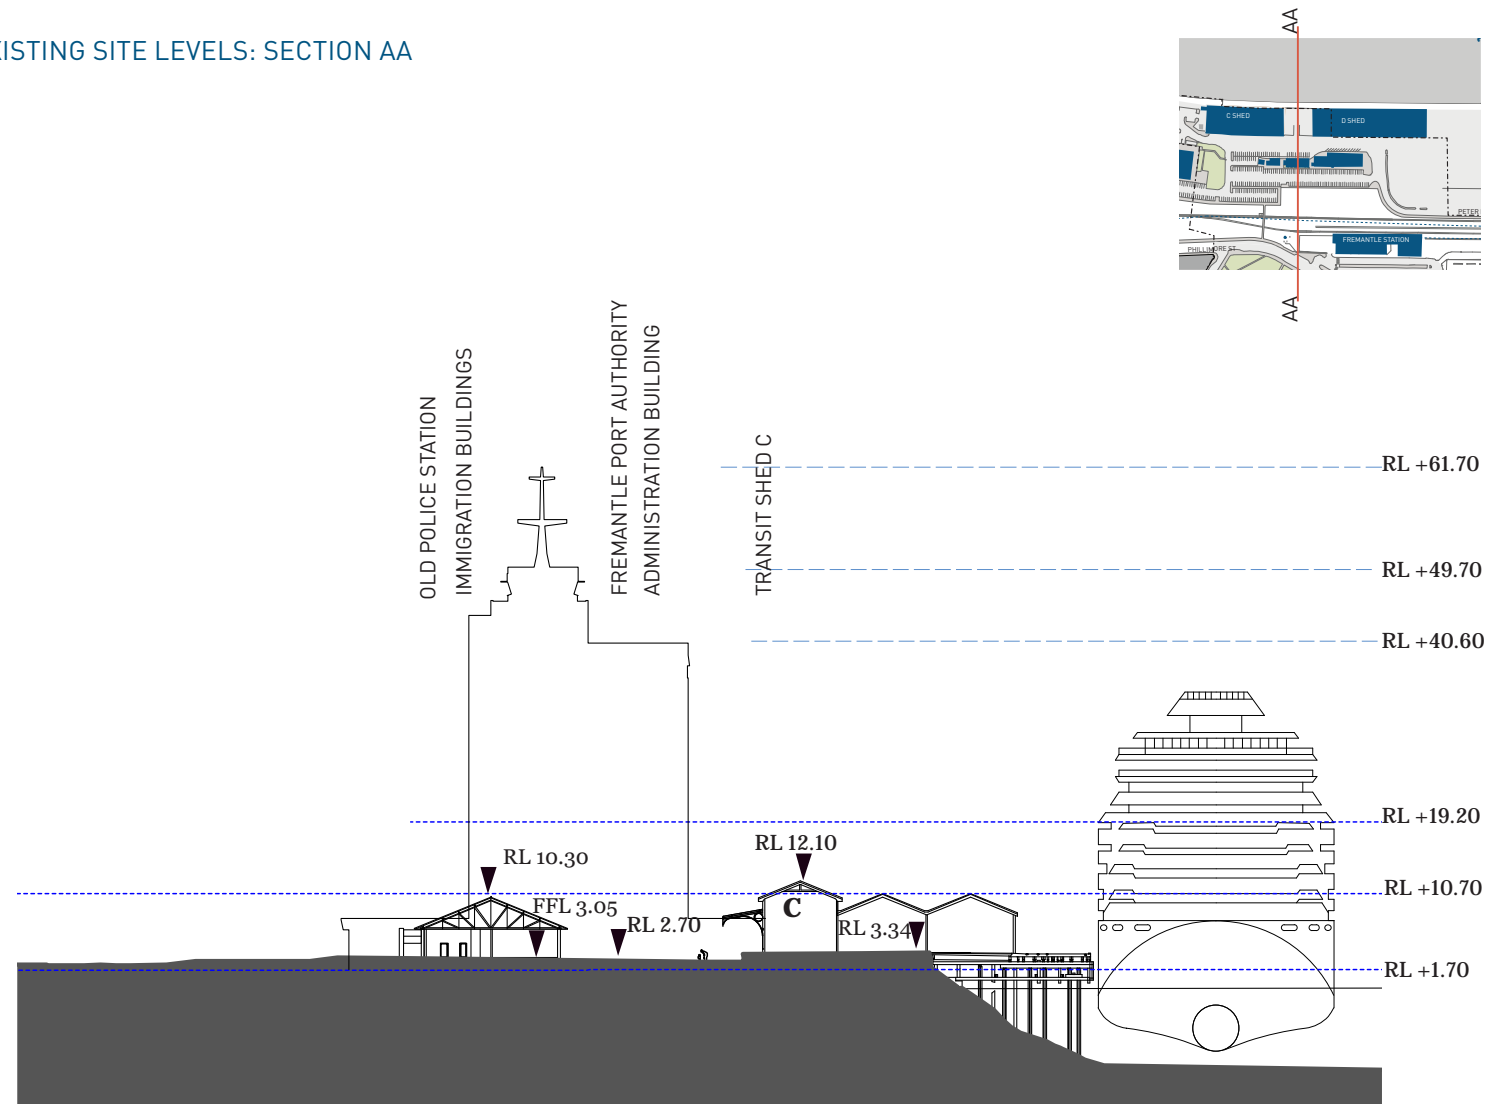 XISTING SITE LEVELS: SECTION AA
AA
C SHED
D SHED
PETER
FREMANTLE STATION
PHILLIMORE ST
AA
OLD POLICE STATION
IMMIGRATION BUILDINGS
FREMANTLE PORT AUTHORITY
ADMINISTRATION BUILDING
TRANSIT SHED C
RL +61.70
RL +49.70
RL +40.60
RL +19.20
RL 12.10
RL 10.30
RL +10.70
FFL 3.05
C
RL 2.70
RL 3.34
RL +1.70